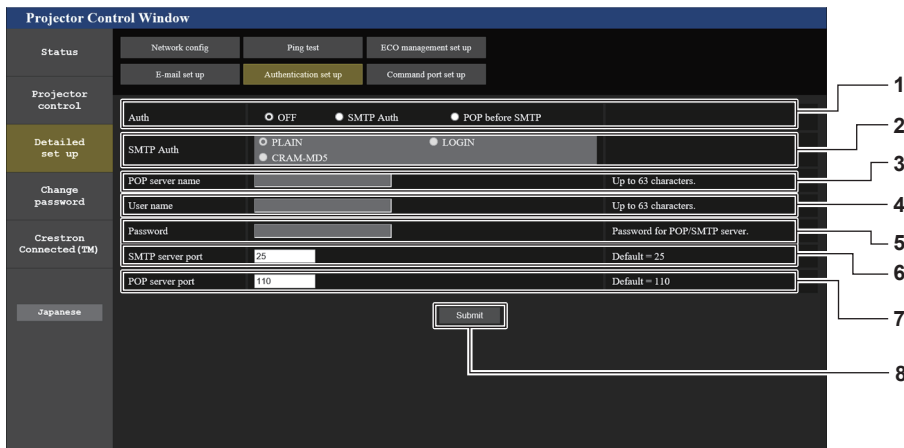 Projector Control Window
Status
Network config
Ping test
ECO management set up
E-mail set up
Authentication set up
Command port set up
Projector
control
Detailed
set up
Change
password
Crestron
Connected(TM)
Japanese
Auth
OFF
SMTP Auth
POP before SMTP
1
SMTP Auth
PLAIN
LOGIN
CRAM-MD5
2
POP server name
Up to 63 characters.
3
User name
Up to 63 characters.
4
Password
Password for POP/SMTP server.
5
SMTP server port
25
Default = 25
6
POP server port
110
Default = 110
7
Submit
8